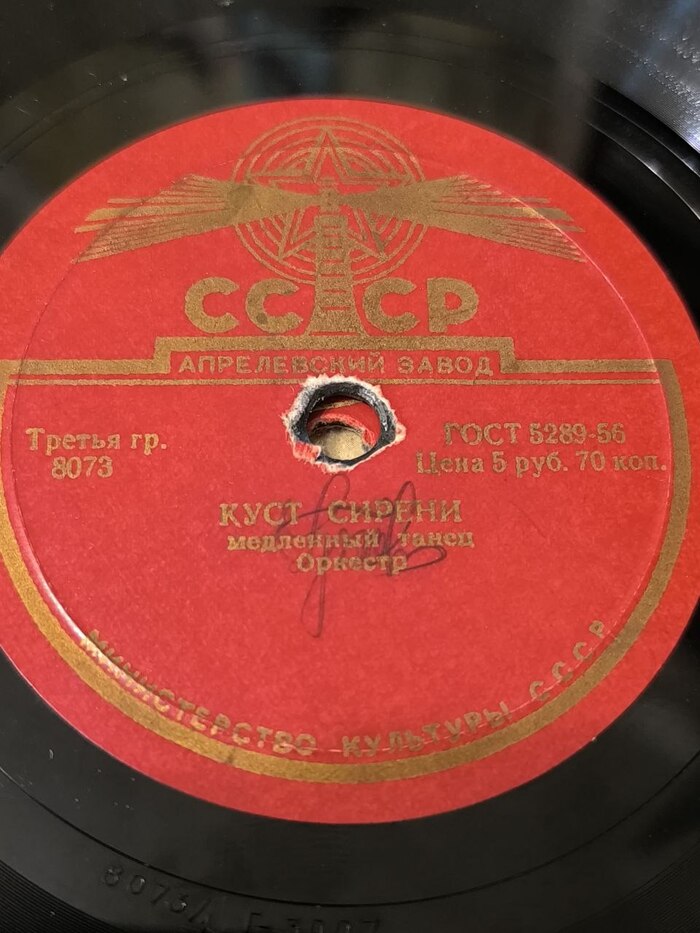 СССР
АПРЕЛЕВСКИЙ ЗАВОД
Третья гр.
8073
ГОСТ 5289-56
Цена 5 руб. 70 коп.
КУСТ СИРЕНИ
медленный танец
Оркестр
МИНИСТЕРСТВО КУЛЬТУРЫ СССР